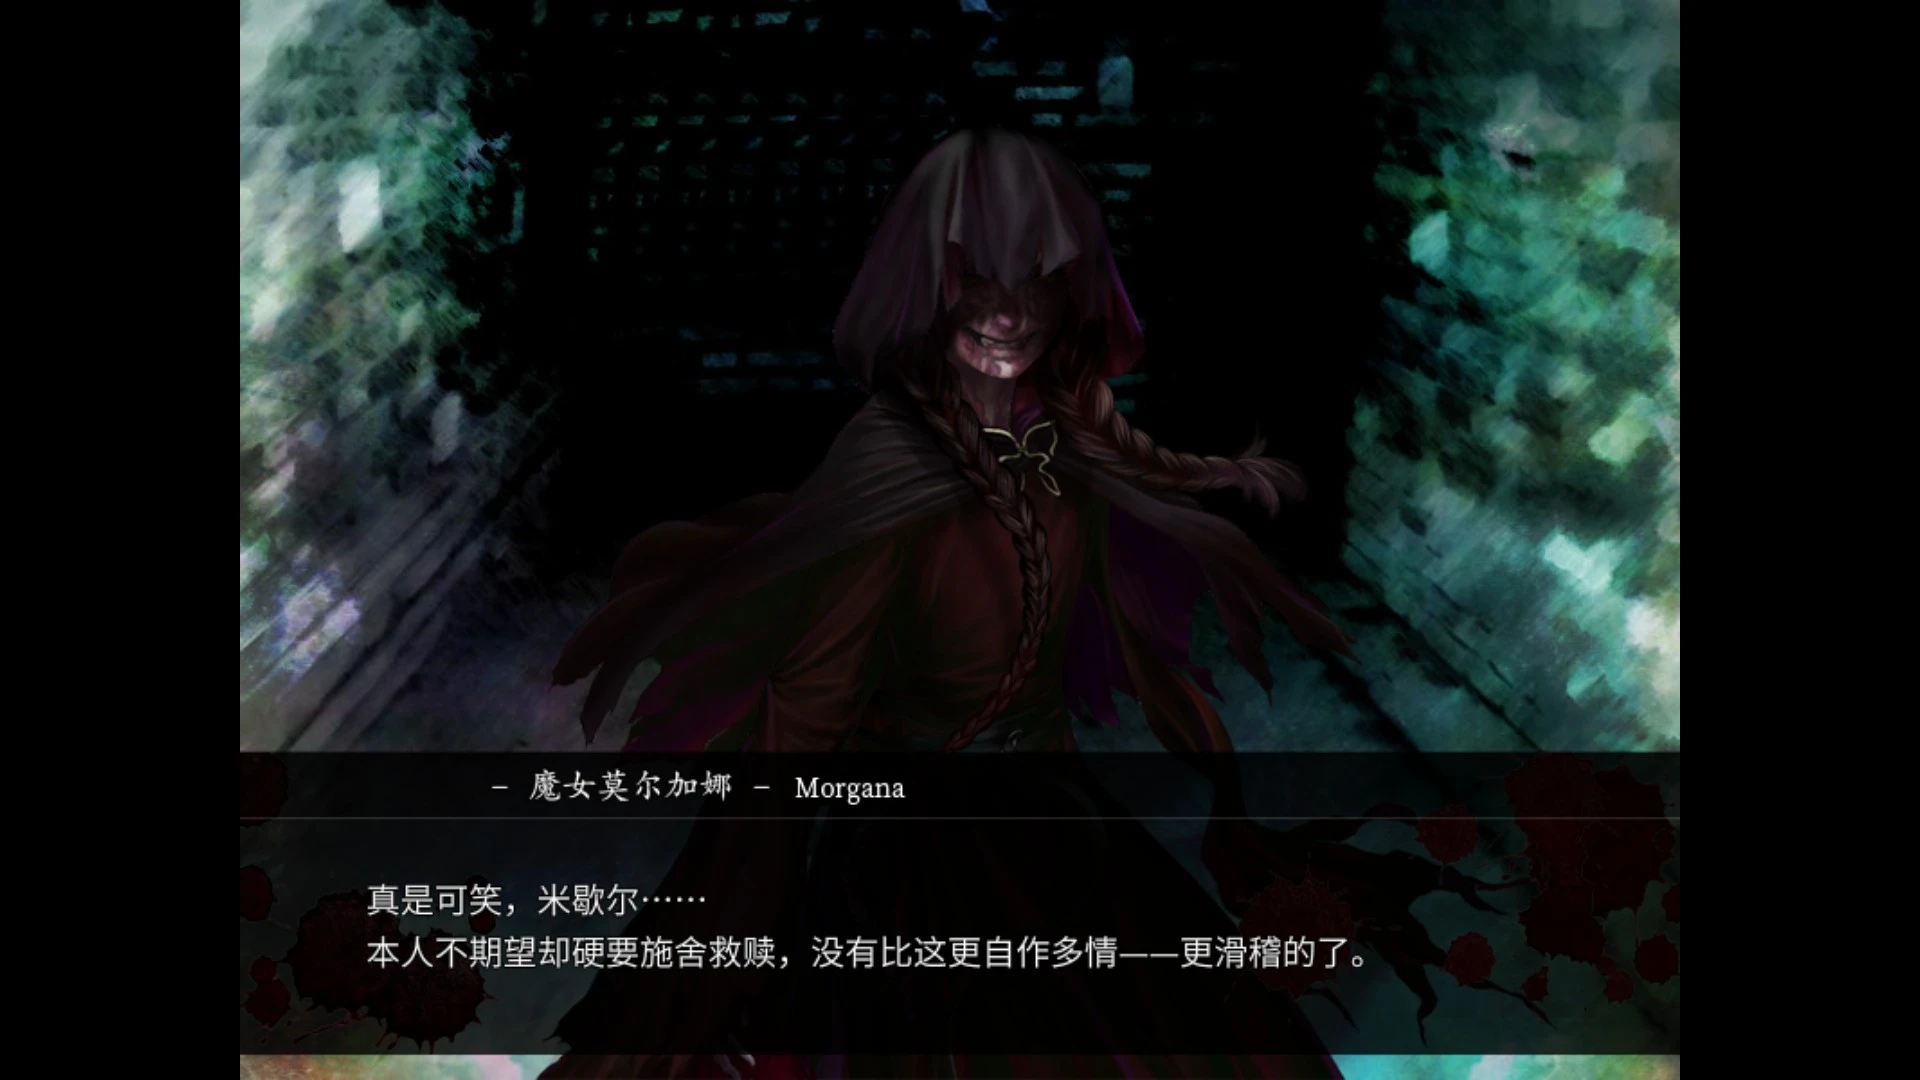 – 魔女莫尔加娜 – Morgana
真是可笑，米歇尔……
本人不期望却硬要施舍救赎，没有比这更自作多情——更滑稽的了。